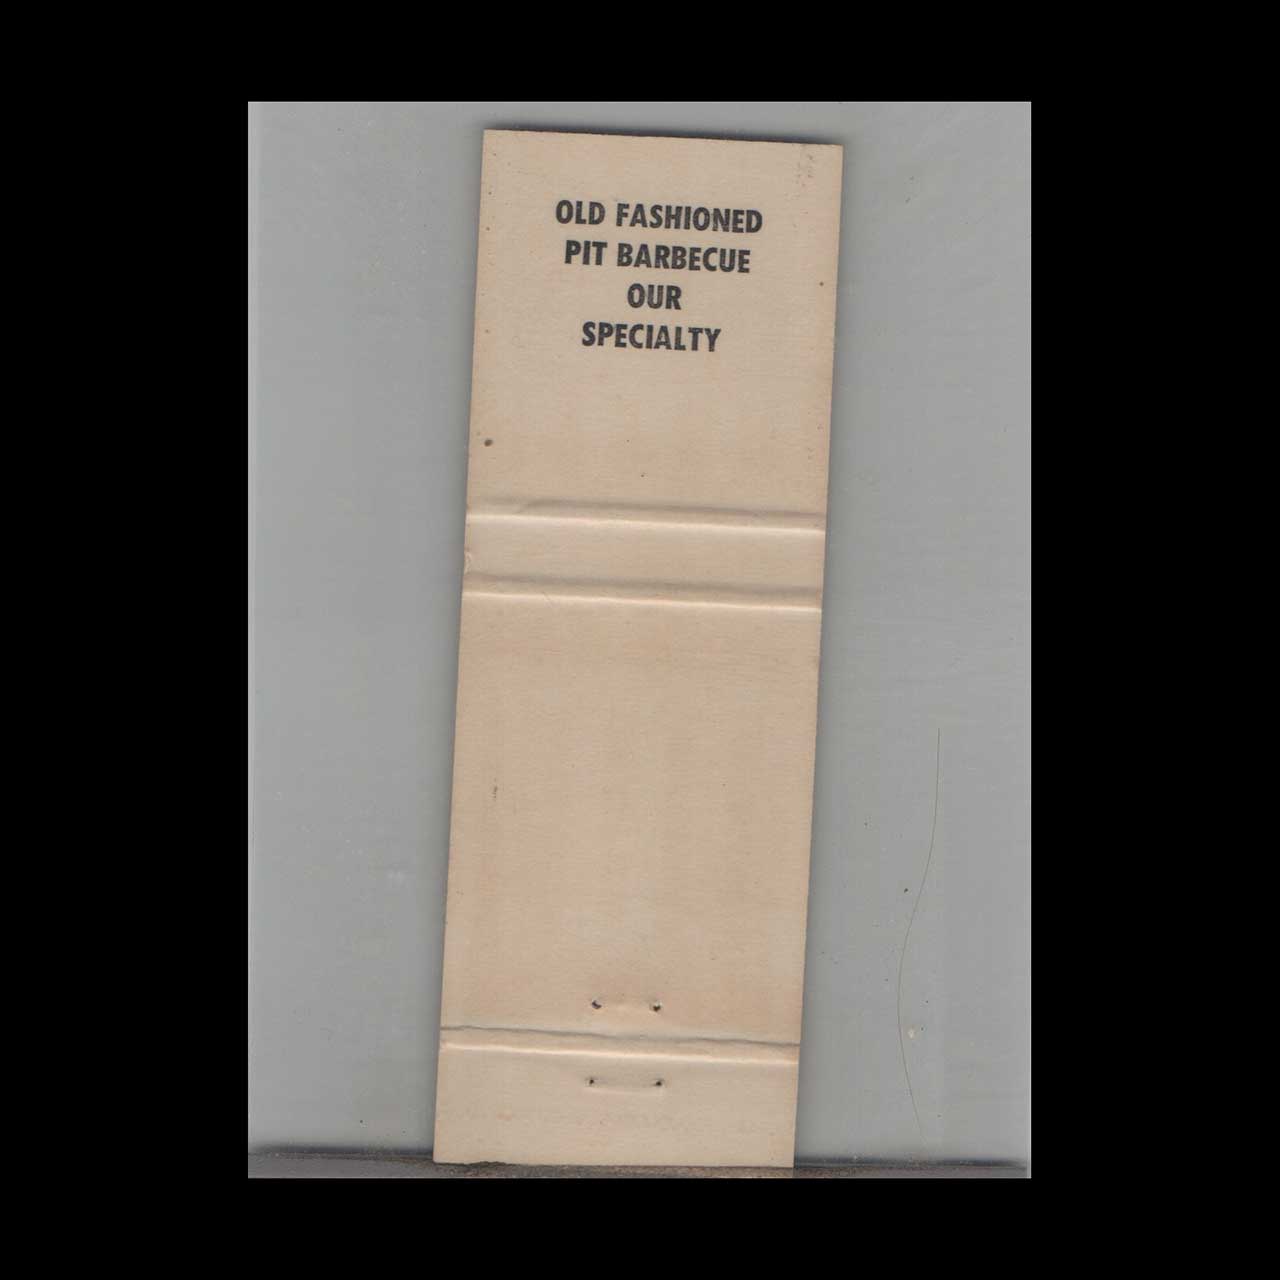 OLD FASHIONED
PIT BARBECUE
OUR
SPECIALTY